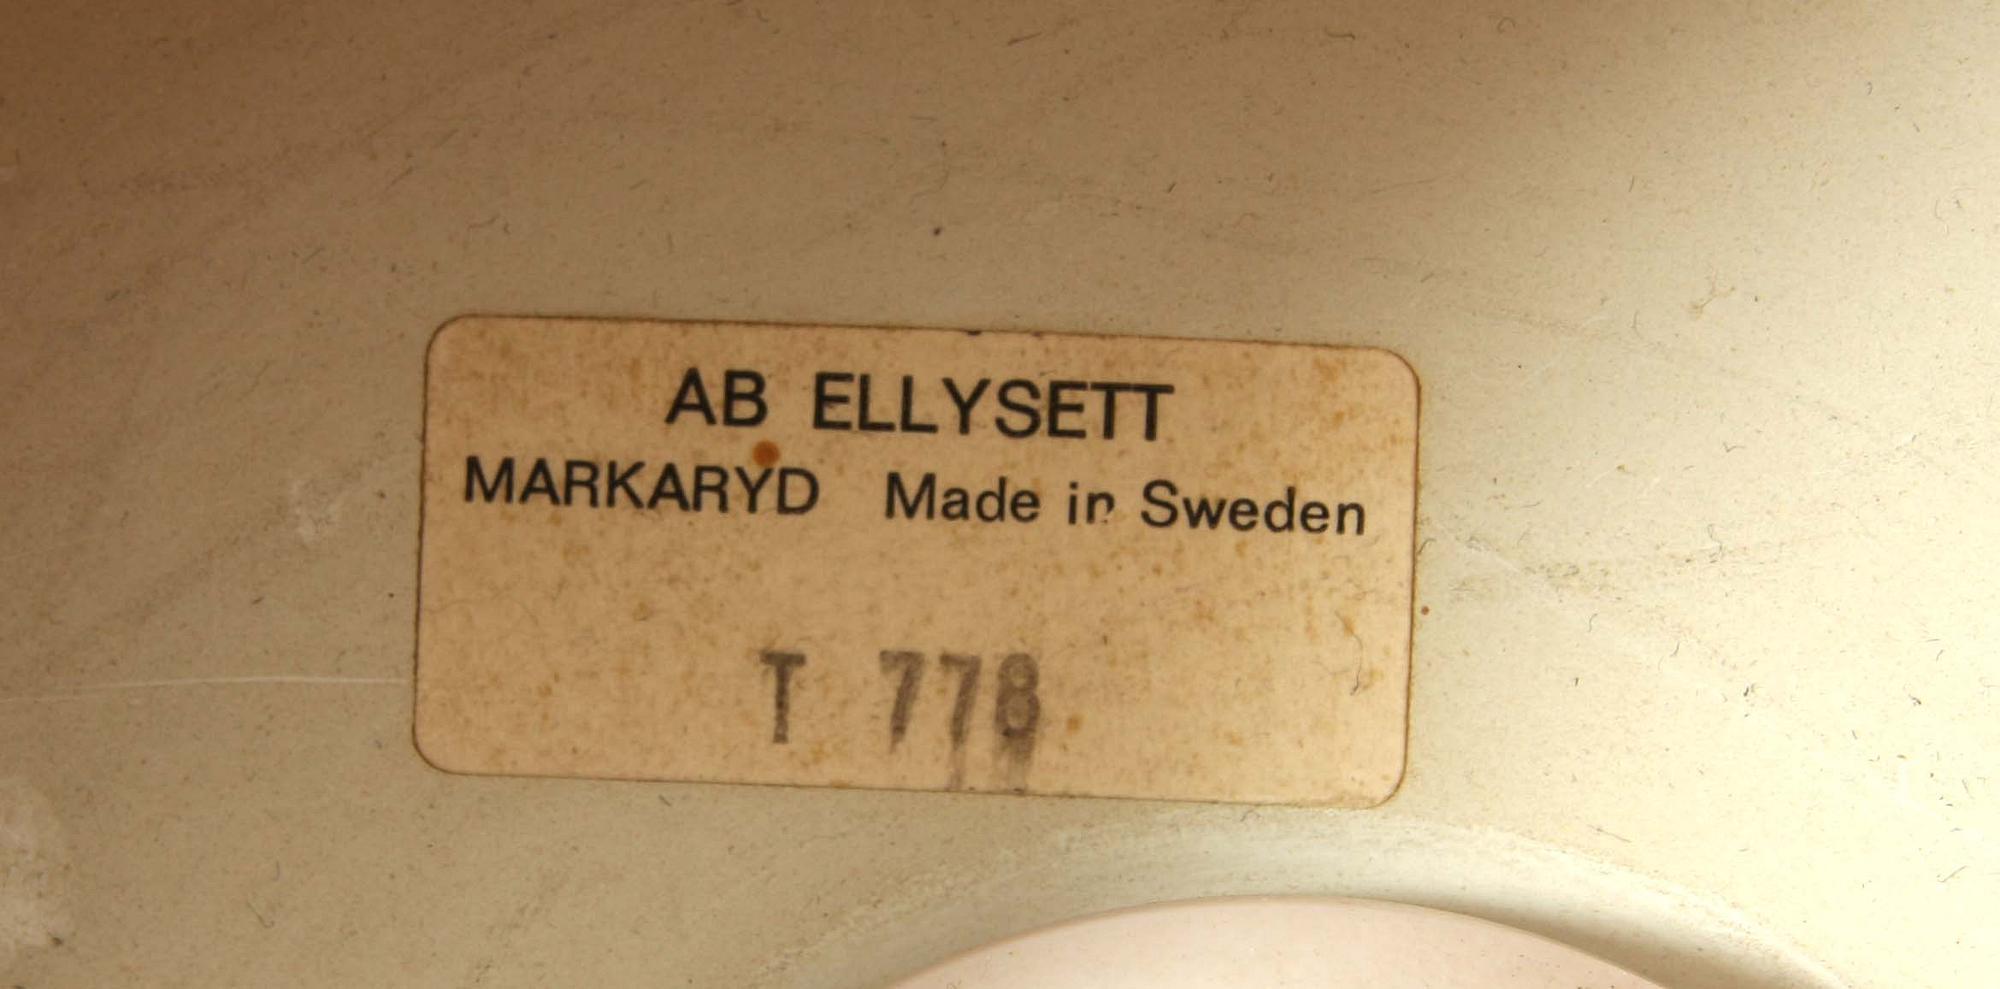 AB ELLYSETT
MARKARYD Made in Sweden
T 778